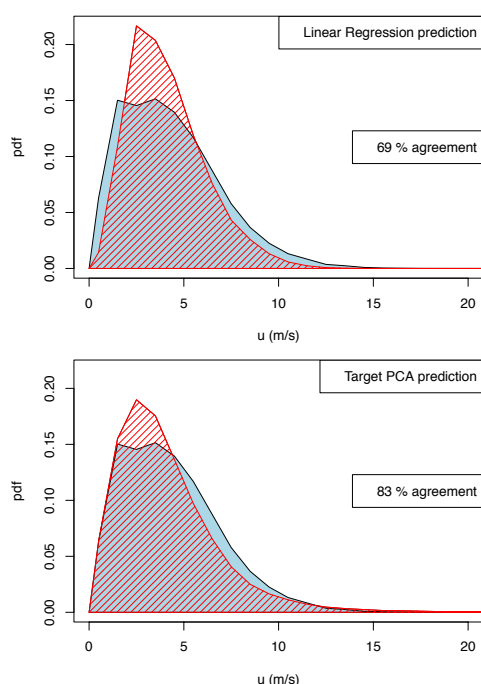 Linear Regression prediction
69 % agreement
pdf
0.20
0.15
0.10
0.05
0.00
0 5 10 15 20
u (m/s)
Target PCA prediction
83 % agreement
pdf
0.20
0.15
0.10
0.05
0.00
0 5 10 15 20
u (m/s)